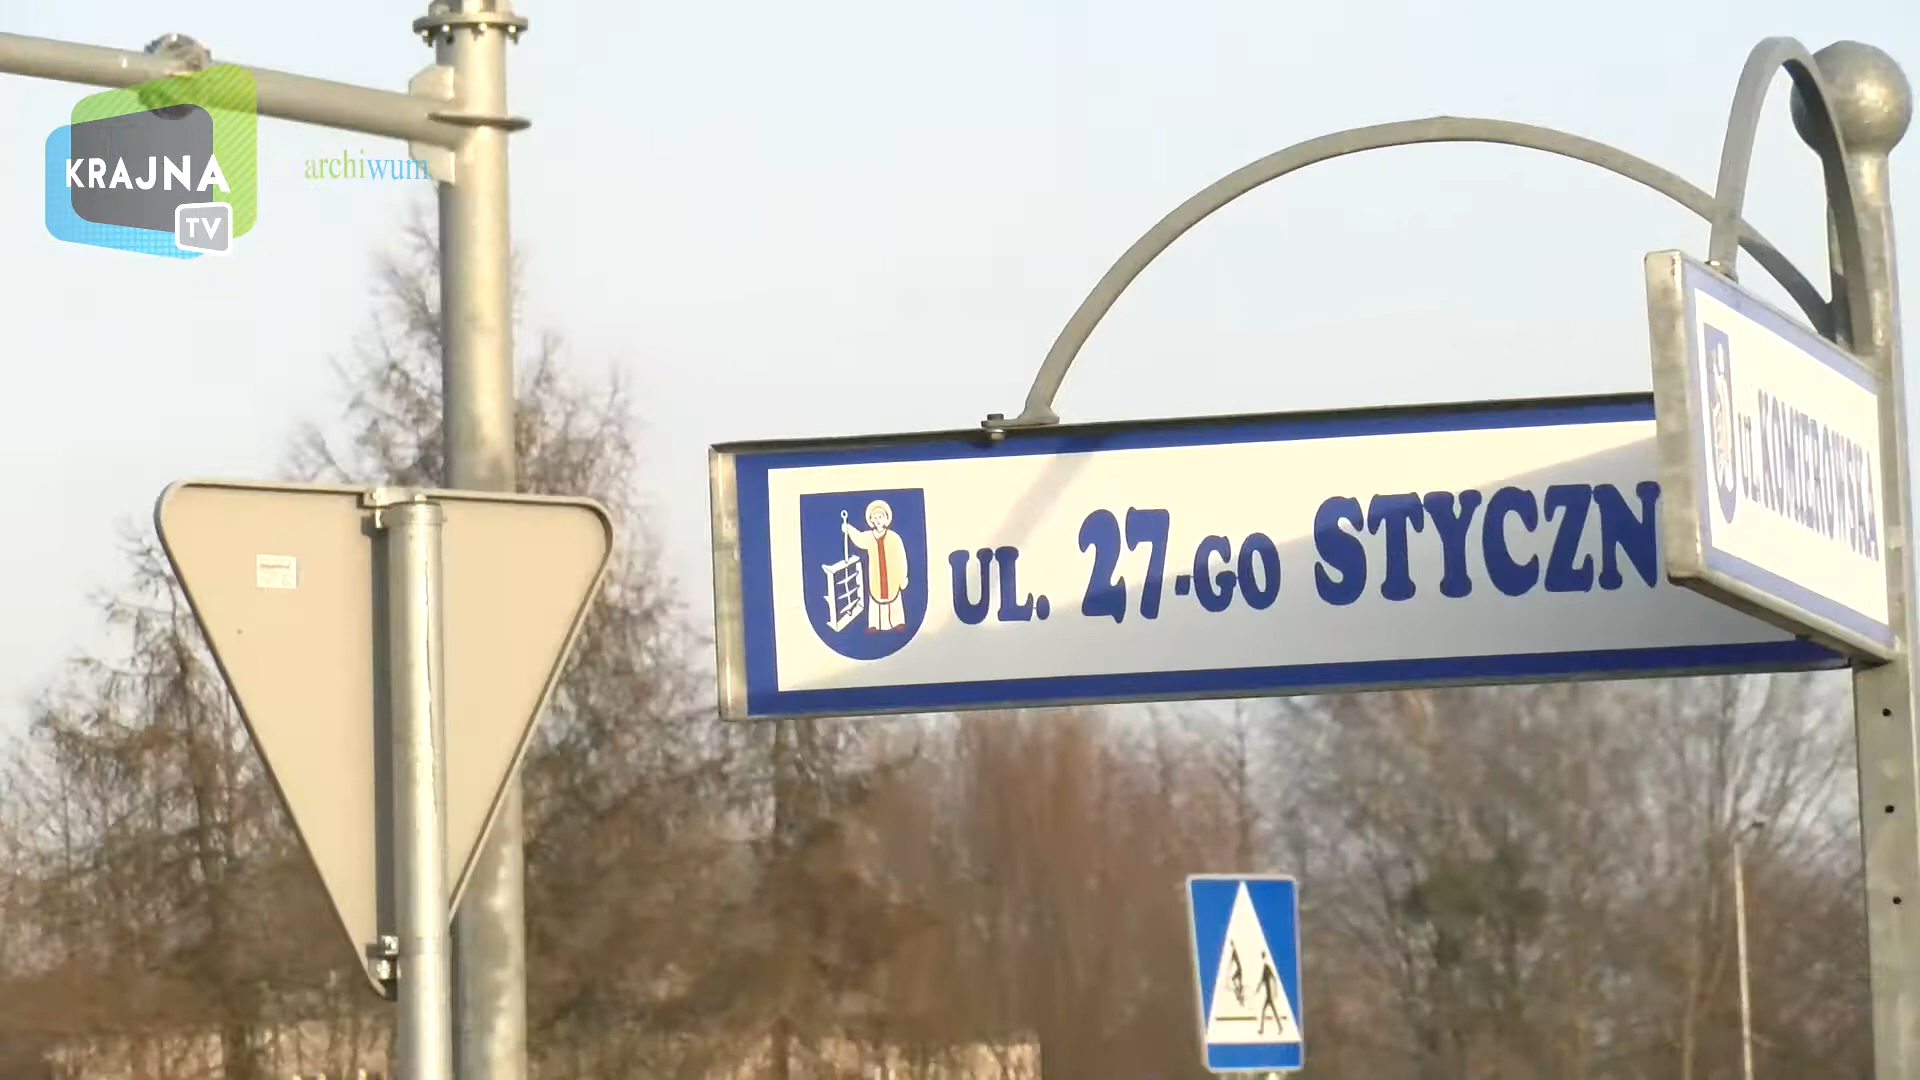 KRAJNA
TV
archiwum
UL. 27-GO STYCZN
ul. KOMIEROWSKA